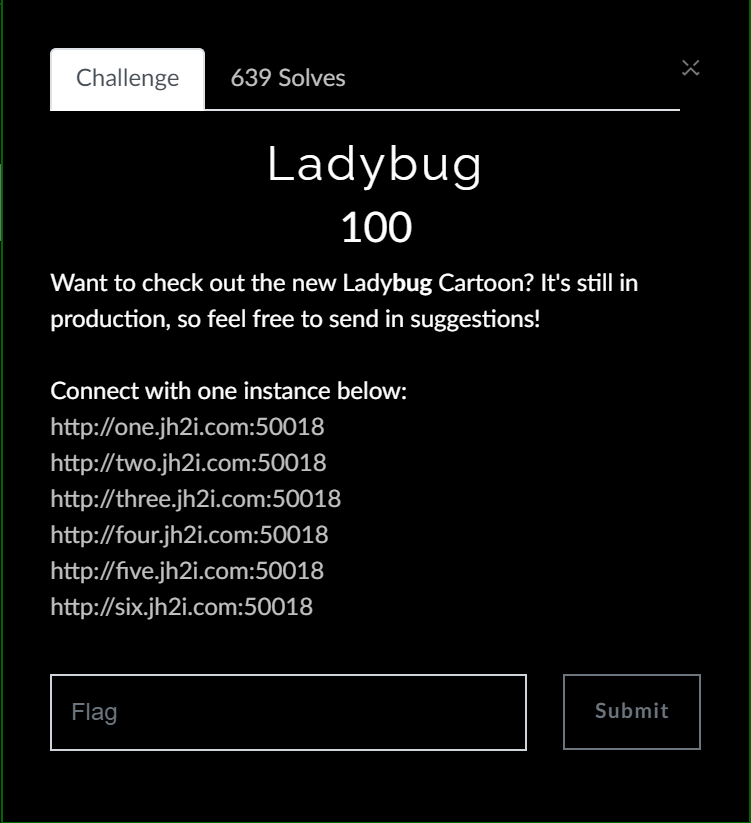 Challenge 639 Solves
Ladybug
100
Want to check out the new Ladybug Cartoon? It's still in
production, so feel free to send in suggestions!
Connect with one instance below:
http://one.jh2i.com:50018
http://two.jh2i.com:50018
http://three.jh2i.com:50018
http://four.jh2i.com:50018
http://five.jh2i.com:50018
http://six.jh2i.com:50018
Flag Submit